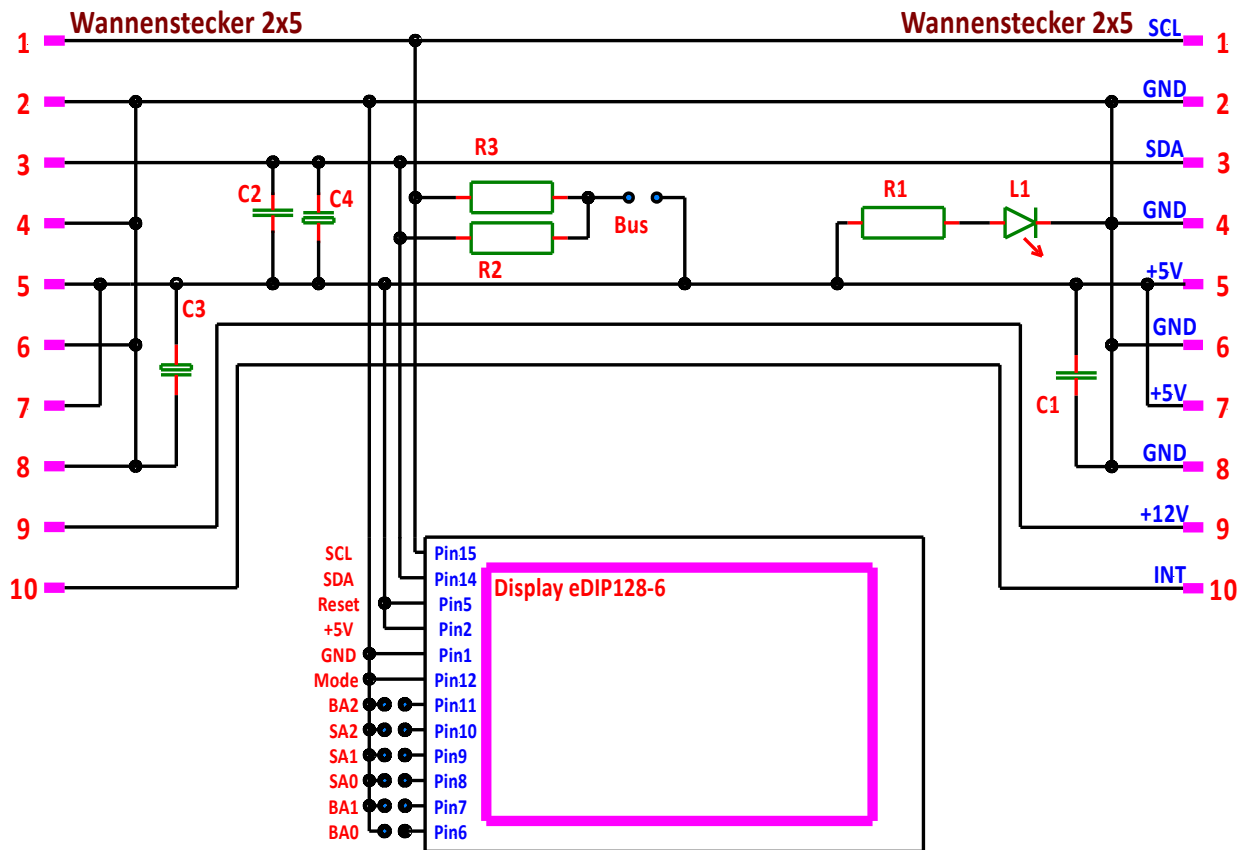 Wannenstecker 2x5
Wannenstecker 2x5
SCL
1
1
GND
2
2
R3
SDA
3
3
C2
C4
R1
L1
GND
4
4
Bus
R2
+5V
5
5
C3
GND
6
6
+5V
7
C1
7
GND
8
8
+12V
9
9
SCL
Pin15
INT
10
10
SDA
Pin14
Display eDIP128-6
Reset
Pin5
+5V
Pin2
GND
Pin1
Mode
Pin12
BA2
Pin11
SA2
Pin10
SA1
Pin9
SA0
Pin8
BA1
Pin7
BA0
Pin6